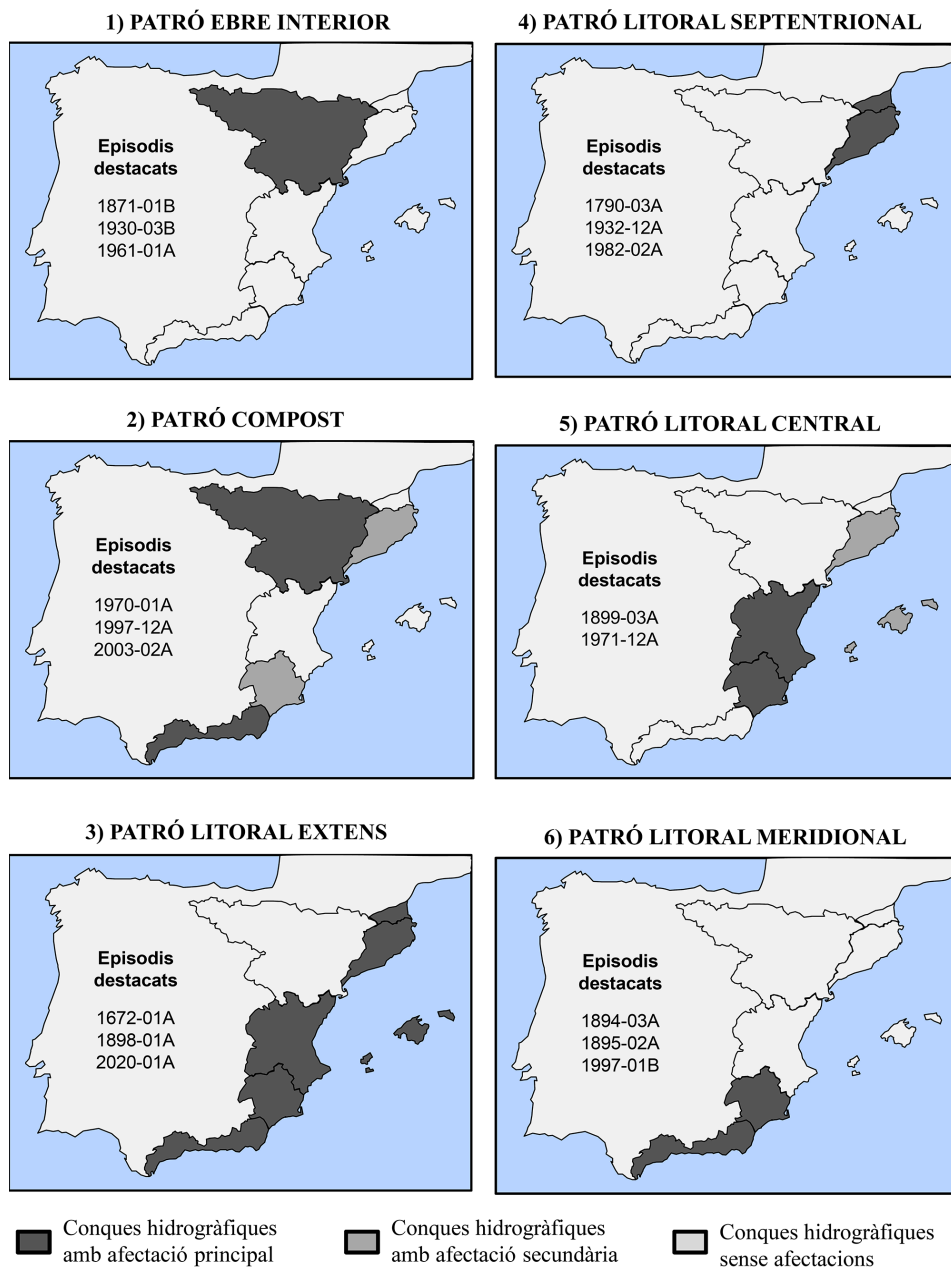 1) PATRÓ EBRE INTERIOR
Episodis
destacats
1871-01B
1930-03B
1961-01A
2) PATRÓ COMPOST
Episodis
destacats
1970-01A
1997-12A
2003-02A
3) PATRÓ LITORAL EXTENS
Episodis
destacats
1672-01A
1898-01A
2020-01A
4) PATRÓ LITORAL SEPTENTRIONAL
Episodis
destacats
1790-03A
1932-12A
1982-02A
5) PATRÓ LITORAL CENTRAL
Episodis
destacats
1899-03A
1971-12A
6) PATRÓ LITORAL MERIDIONAL
Episodis
destacats
1894-03A
1895-02A
1997-01B
Conques hidrogràfiques
amb afectació principal
Conques hidrogràfiques
amb afectació secundària
Conques hidrogràfiques
sense afectacions